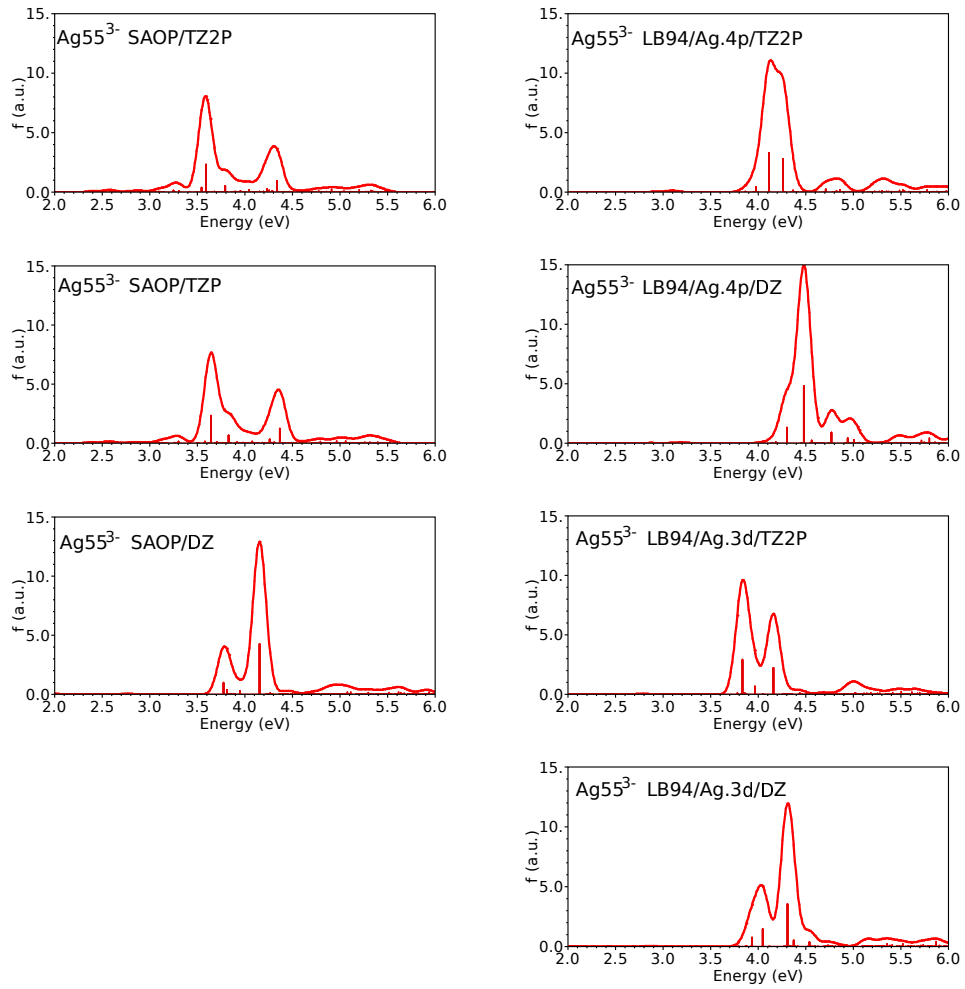 Ag55³⁻ SAOP/TZ2P
15.
10.
5.0
0.0
f (a.u.)
2.0 2.5 3.0 3.5 4.0 4.5 5.0 5.5 6.0
Energy (eV)
Ag55³⁻ LB94/Ag.4p/TZ2P
15.
10.
5.0
0.0
f (a.u.)
2.0 2.5 3.0 3.5 4.0 4.5 5.0 5.5 6.0
Energy (eV)
Ag55³⁻ SAOP/TZP
15.
10.
5.0
0.0
f (a.u.)
2.0 2.5 3.0 3.5 4.0 4.5 5.0 5.5 6.0
Energy (eV)
Ag55³⁻ LB94/Ag.4p/DZ
15.
10.
5.0
0.0
f (a.u.)
2.0 2.5 3.0 3.5 4.0 4.5 5.0 5.5 6.0
Energy (eV)
Ag55³⁻ SAOP/DZ
15.
10.
5.0
0.0
f (a.u.)
2.0 2.5 3.0 3.5 4.0 4.5 5.0 5.5 6.0
Energy (eV)
Ag55³⁻ LB94/Ag.3d/TZ2P
15.
10.
5.0
0.0
f (a.u.)
2.0 2.5 3.0 3.5 4.0 4.5 5.0 5.5 6.0
Energy (eV)
Ag55³⁻ LB94/Ag.3d/DZ
15.
10.
5.0
0.0
f (a.u.)
2.0 2.5 3.0 3.5 4.0 4.5 5.0 5.5 6.0
Energy (eV)